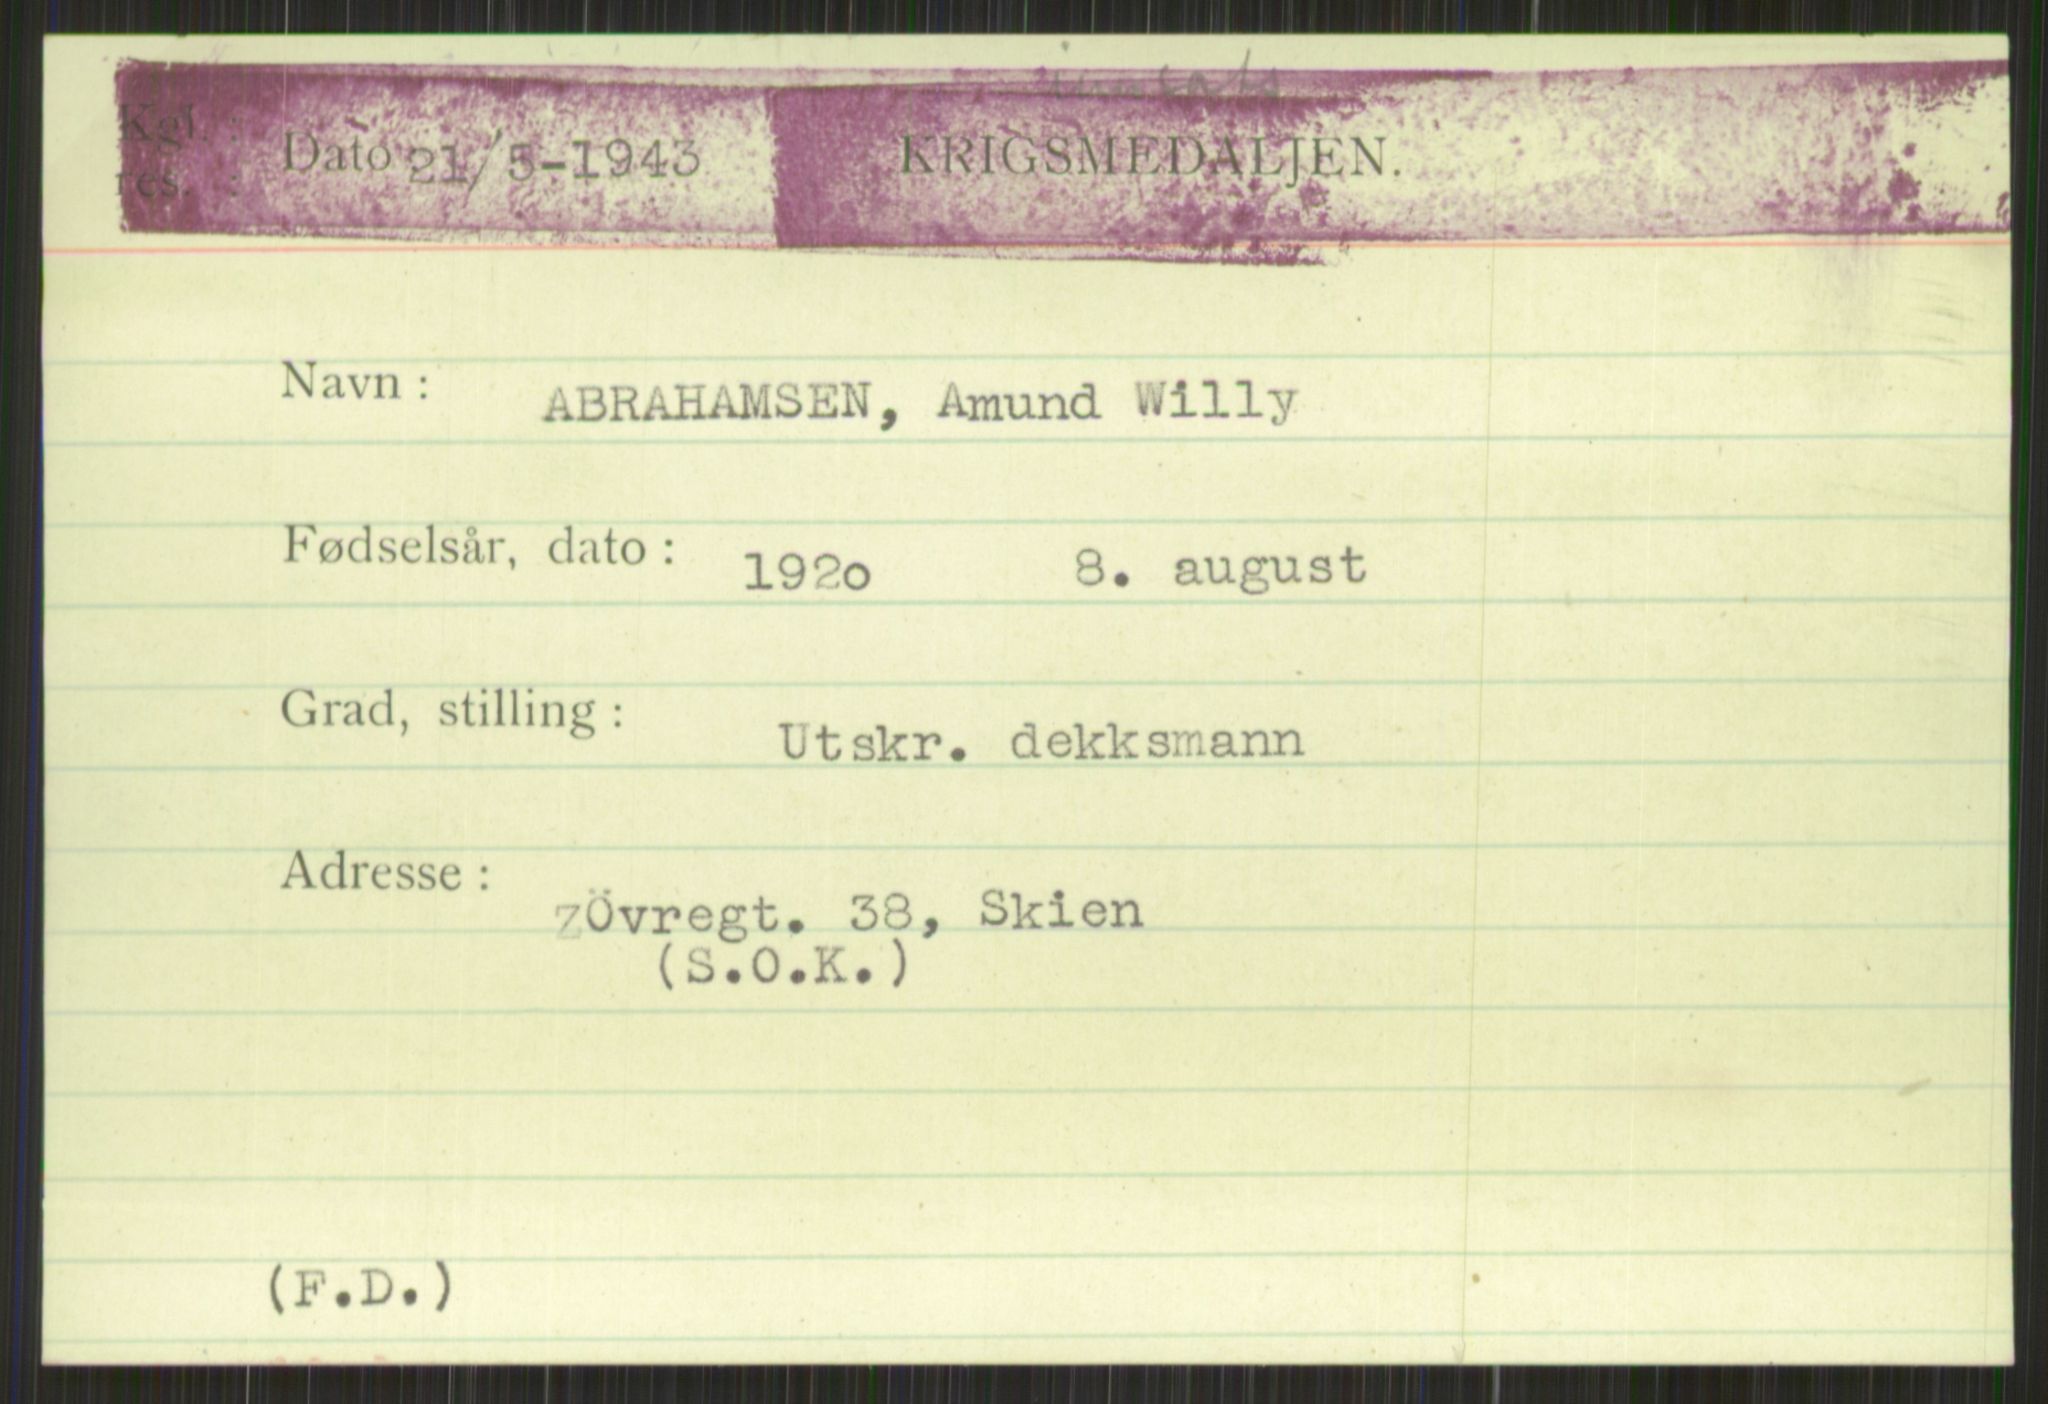 Kgl. res. : Dato 21/5-1943 KRIGSMEDALJEN.
Navn : ABRAHAMSEN, Amund Willy
Fødselsår, dato : 1920 8. august
Grad, stilling : Utskr. dekksmann
Adresse : zÖvregt. 38, Skien
(S.O.K.)
(F.D.)